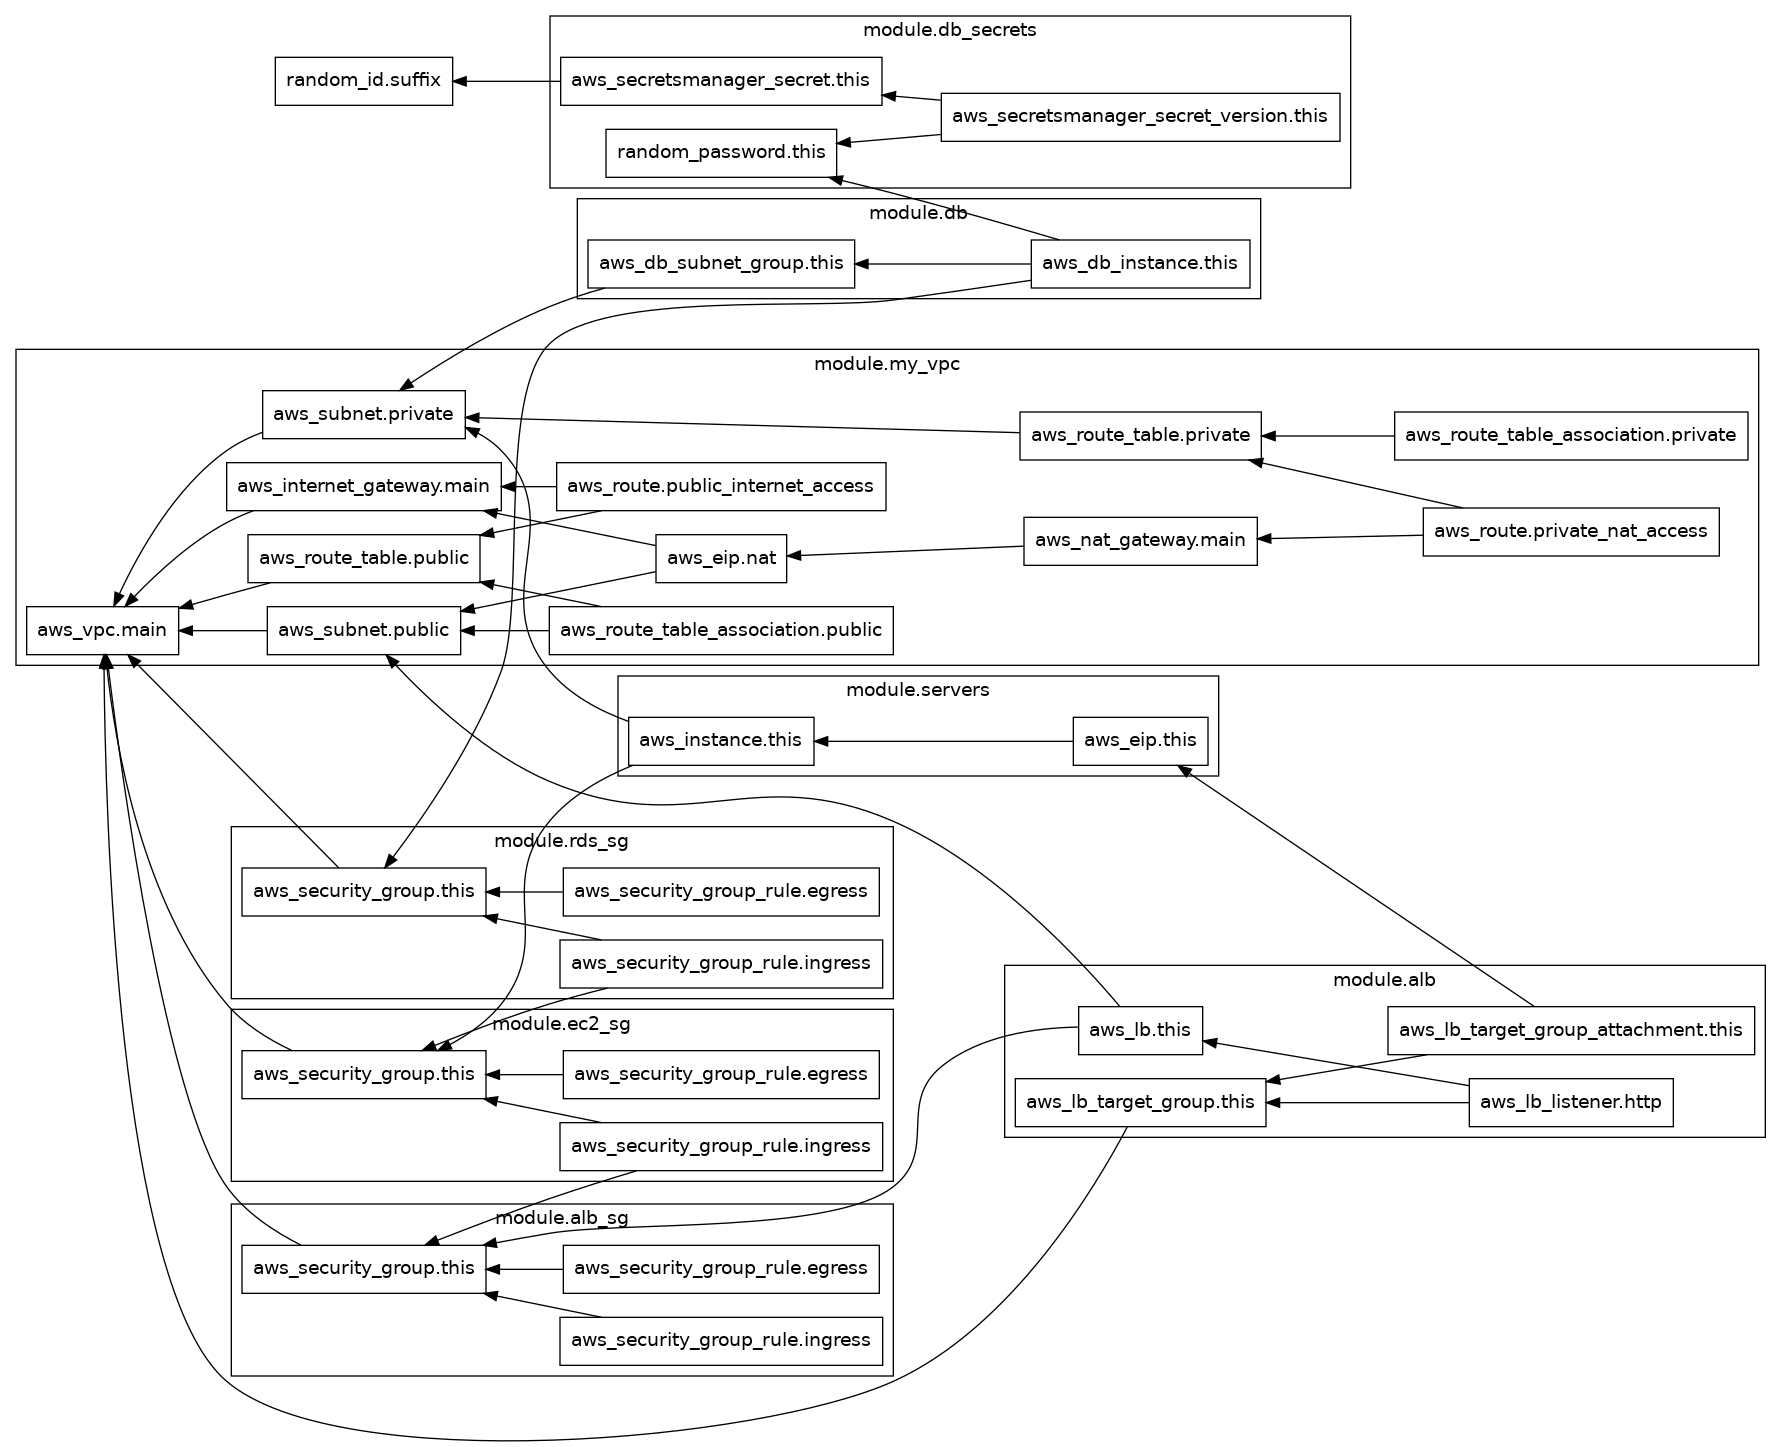 module.db_secrets
random_id.suffix
aws_secretsmanager_secret.this
aws_secretsmanager_secret_version.this
random_password.this
module.db
aws_db_subnet_group.this
aws_db_instance.this
module.my_vpc
aws_subnet.private
aws_route_table.private
aws_route_table_association.private
aws_internet_gateway.main
aws_route.public_internet_access
aws_route_table.public
aws_eip.nat
aws_nat_gateway.main
aws_route.private_nat_access
aws_vpc.main
aws_subnet.public
aws_route_table_association.public
module.servers
aws_instance.this
aws_eip.this
module.rds_sg
aws_security_group.this
aws_security_group_rule.egress
aws_security_group_rule.ingress
module.ec2_sg
aws_security_group.this
aws_security_group_rule.egress
aws_security_group_rule.ingress
module.alb
aws_lb.this
aws_lb_target_group_attachment.this
aws_lb_target_group.this
aws_lb_listener.http
module.alb_sg
aws_security_group.this
aws_security_group_rule.egress
aws_security_group_rule.ingress